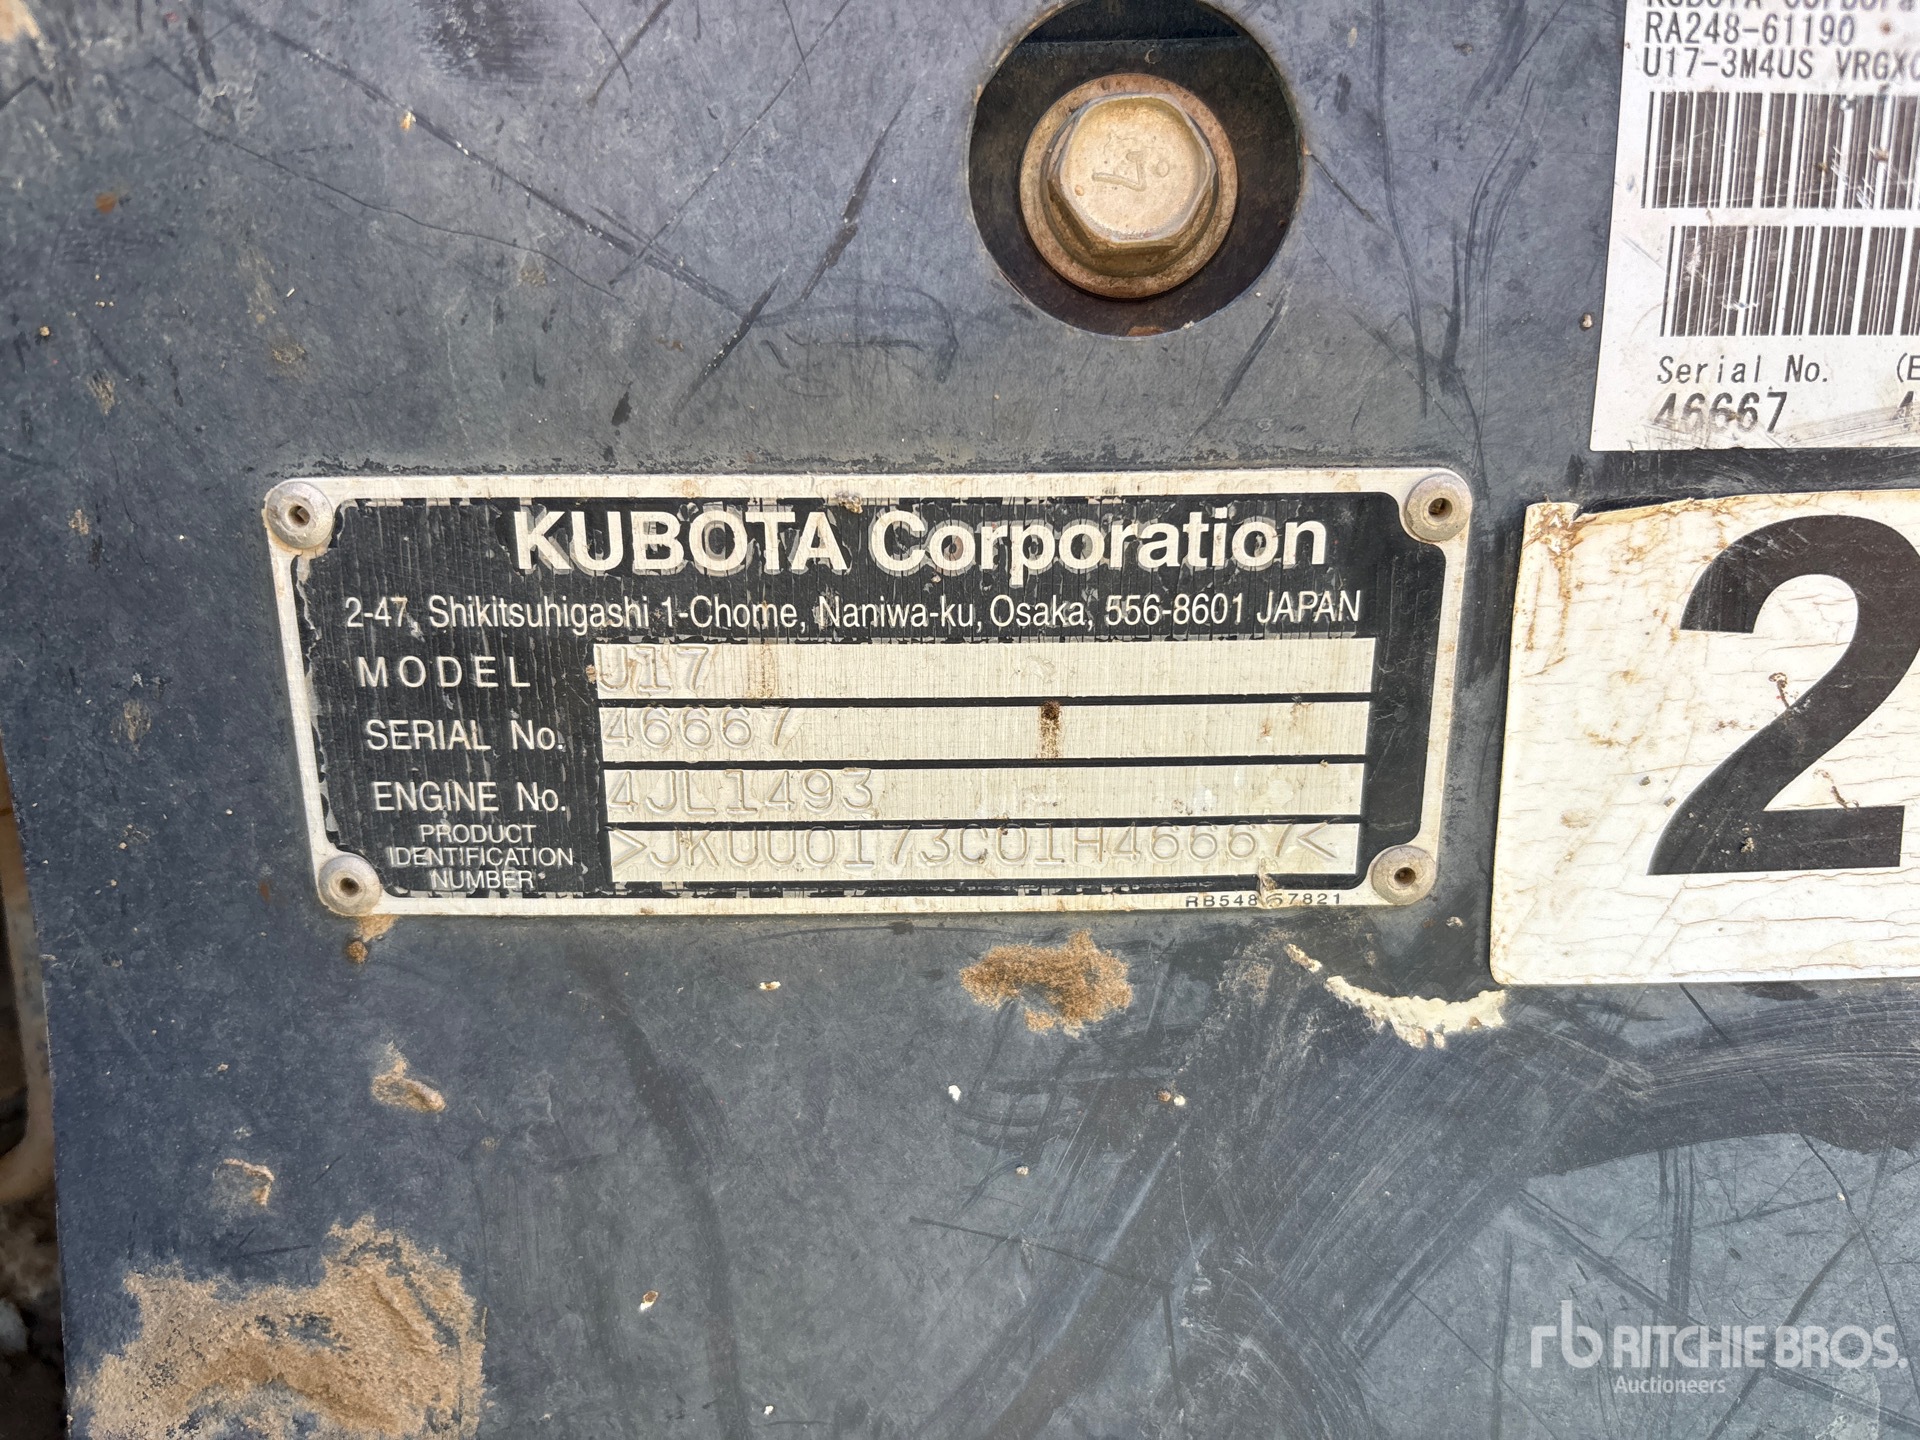 RA248-61190
U17-3M4US
Serial No.
46667
KUBOTA Corporation
2-47, Shikitsuhigashi 1-Chome, Naniwa-ku, Osaka, 556-8601 JAPAN
MODEL U17
SERIAL No. 46667
ENGINE No. 4JL1493
PRODUCT
IDENTIFICATION
NUMBER
>JKUU0173C01H46667<
2
rb RITCHIE BROS.
Auctioneers